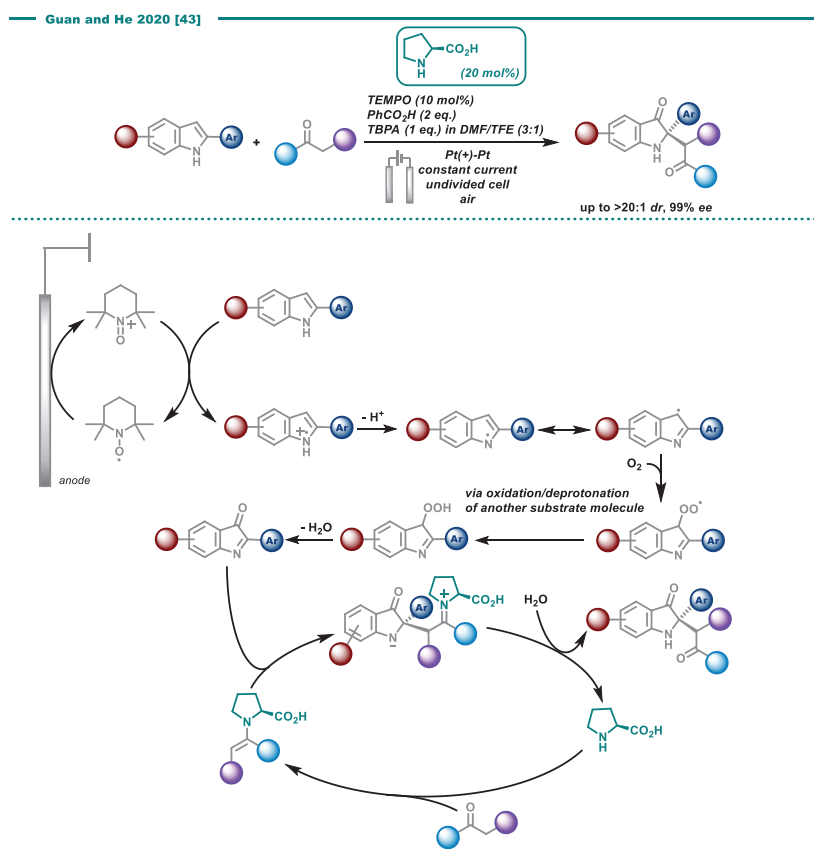 Guan and He 2020 [43]
N
H
CO₂H
(20 mol%)
TEMPO (10 mol%)
PhCO₂H (2 eq.)
TBPA (1 eq.) in DMF/TFE (3:1)
N
H
Ar
+
O
Pt(+)-Pt
constant current
undivided cell
air
O
Ar
N
H
O
up to >20:1 dr, 99% ee
N
+
O
N
H
Ar
N
O
•
anode
+•
N
H
Ar
- H⁺
N
•
Ar
•
N
Ar
O₂
via oxidation/deprotonation
of another substrate molecule
O
N
Ar
- H₂O
OOH
N
Ar
OO•
N
Ar
O
Ar
N
–
+
N
CO₂H
H₂O
O
Ar
N
H
O
N
CO₂H
N
H
CO₂H
O